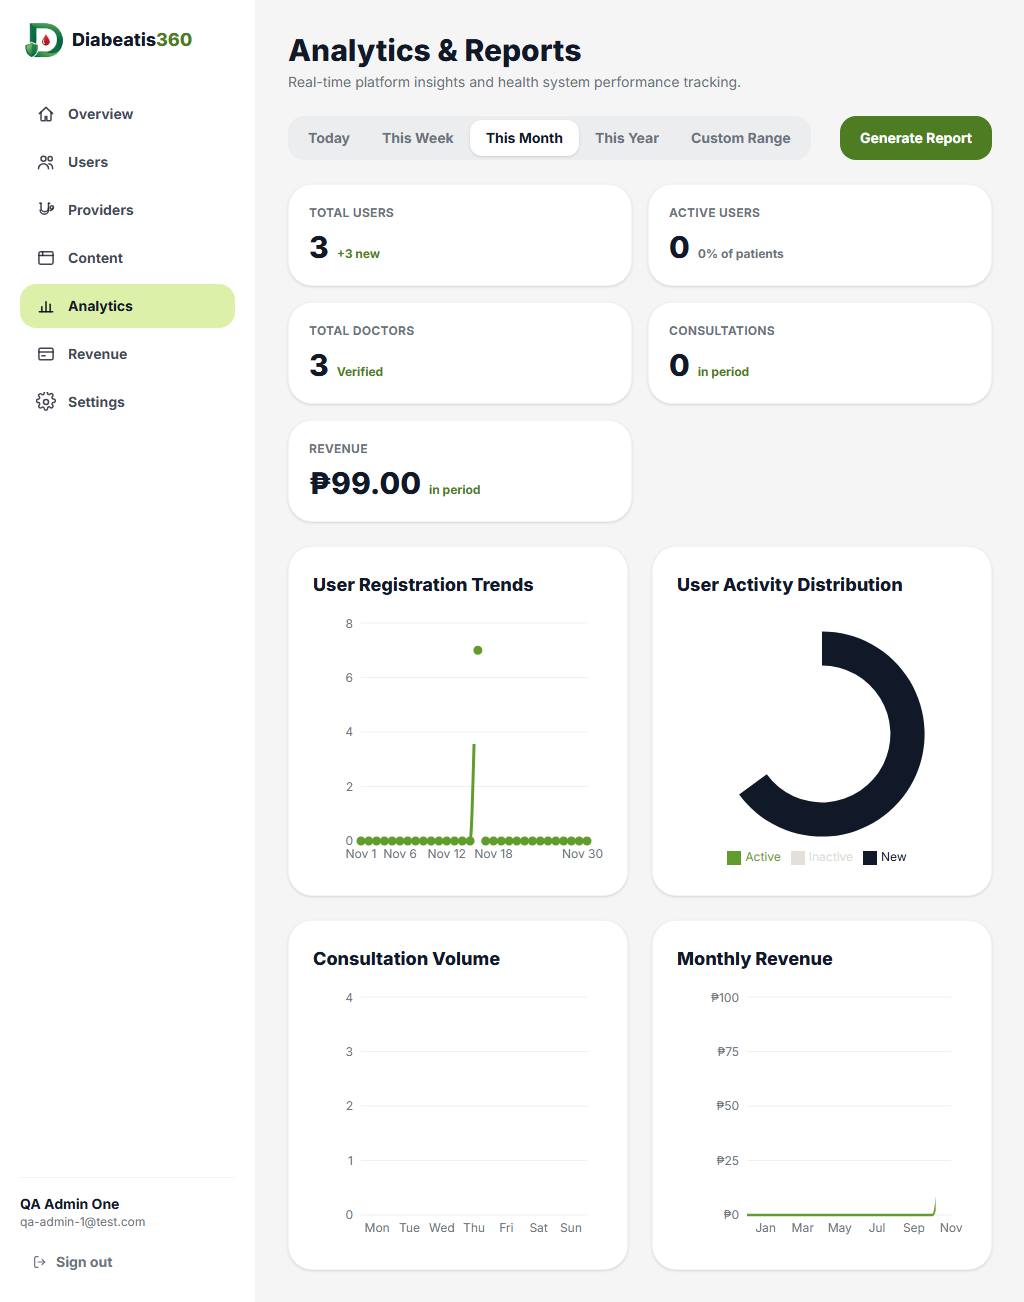 Diabeatis360
Overview
Users
Providers
Content
Analytics
Revenue
Settings
QA Admin One
qa-admin-1@test.com
Sign out
Analytics & Reports
Real-time platform insights and health system performance tracking.
Today This Week This Month This Year Custom Range Generate Report
TOTAL USERS
3 +3 new
ACTIVE USERS
0 0% of patients
TOTAL DOCTORS
3 Verified
CONSULTATIONS
0 in period
REVENUE
₱99.00 in period
User Registration Trends
8
6
4
2
0
Nov 1 Nov 6 Nov 12 Nov 18 Nov 30
User Activity Distribution
Active Inactive New
Consultation Volume
4
3
2
1
0
Mon Tue Wed Thu Fri Sat Sun
Monthly Revenue
₱100
₱75
₱50
₱25
₱0
Jan Mar May Jul Sep Nov